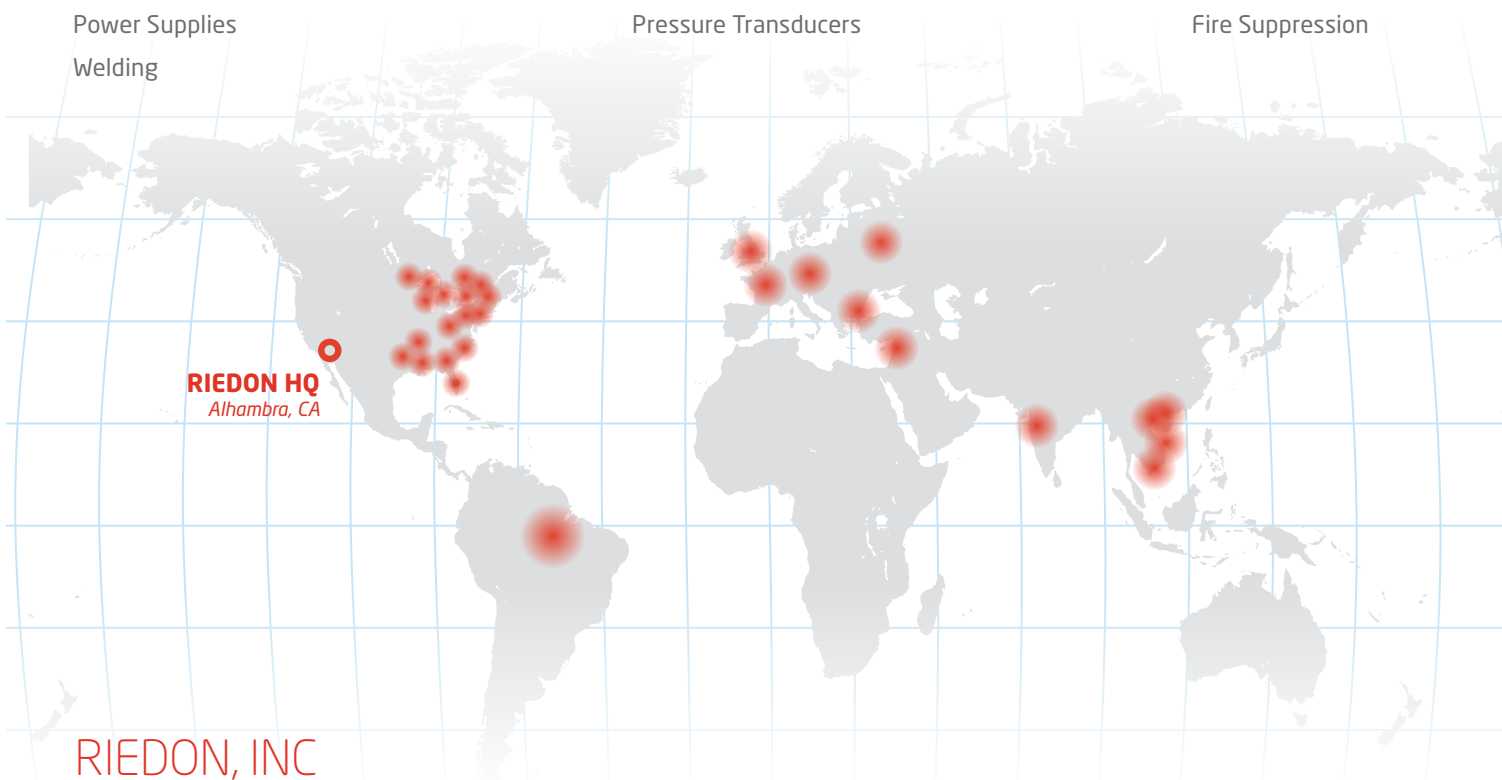 Power Supplies
Pressure Transducers
Fire Suppression
Welding
RIEDON HQ
Alhambra, CA
RIEDON, INC